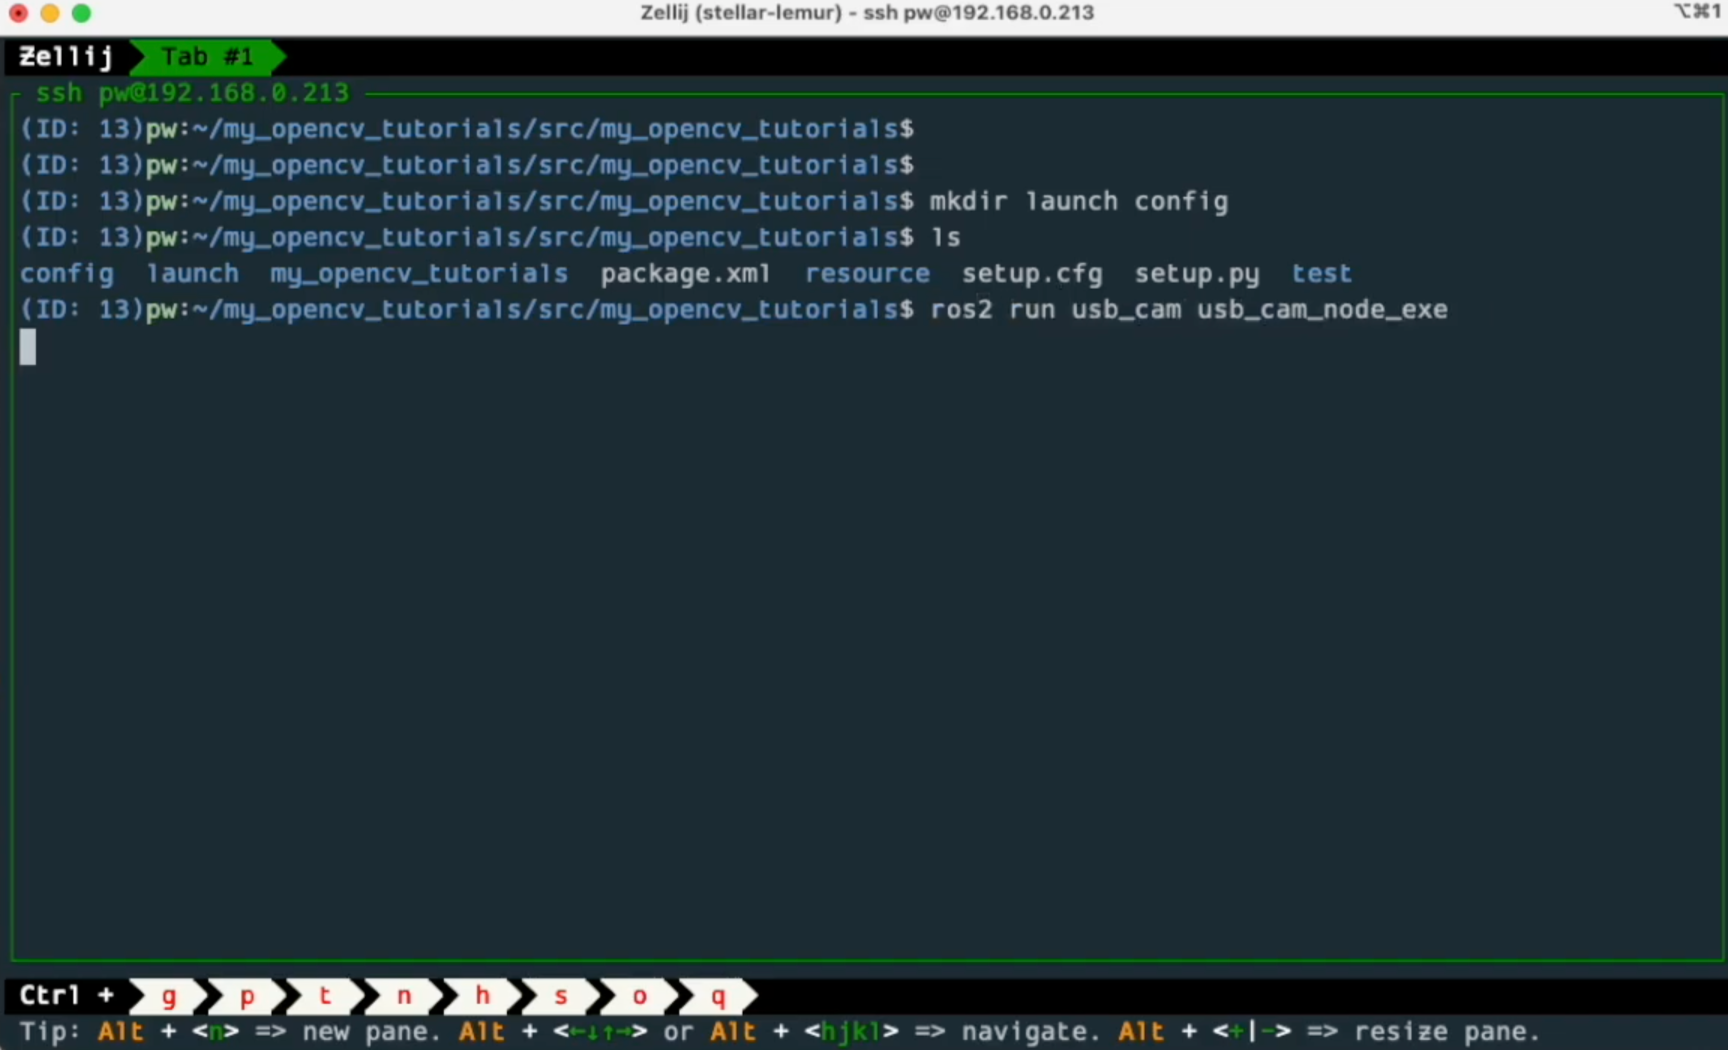 Zellij (stellar-lemur) - ssh pw@192.168.0.213 ⌥⌘1
Zellij Tab #1
ssh pw@192.168.0.213
(ID: 13)pw:~/my_opencv_tutorials/src/my_opencv_tutorials$
(ID: 13)pw:~/my_opencv_tutorials/src/my_opencv_tutorials$
(ID: 13)pw:~/my_opencv_tutorials/src/my_opencv_tutorials$ mkdir launch config
(ID: 13)pw:~/my_opencv_tutorials/src/my_opencv_tutorials$ ls
config launch my_opencv_tutorials package.xml resource setup.cfg setup.py test
(ID: 13)pw:~/my_opencv_tutorials/src/my_opencv_tutorials$ ros2 run usb_cam usb_cam_node_exe
Ctrl + g p t n h s o q
Tip: Alt + <n> => new pane. Alt + <←↓↑→> or Alt + <hjkl> => navigate. Alt + <+|-> => resize pane.